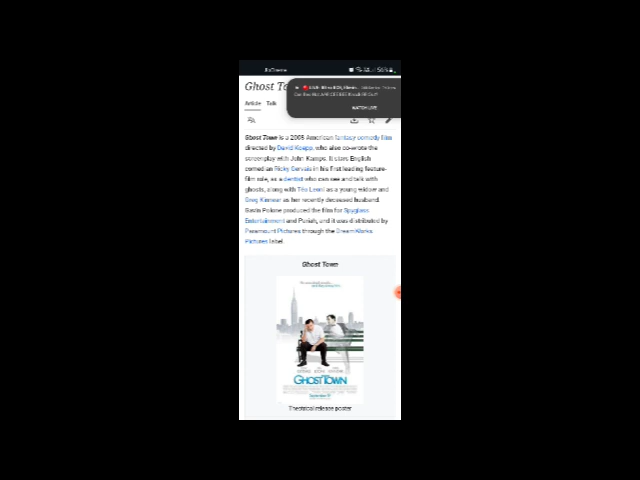 JioCinema
56%
Ghost To
WATCH LIVE
Article Talk
Ghost Town is a 2008 American fantasy comedy film
directed by David Koepp, who also co-wrote the
screenplay with John Kamps. It stars English
comedian Ricky Gervais in his first leading feature-
film role, as a dentist who can see and talk with
ghosts, along with Téa Leoni as a young widow and
Greg Kinnear as her recently deceased husband.
Gavin Polone produced the film for Spyglass
Entertainment and Pariah, and it was distributed by
Paramount Pictures through the DreamWorks
Pictures label.
Ghost Town
GHOST TOWN
Theatrical release poster